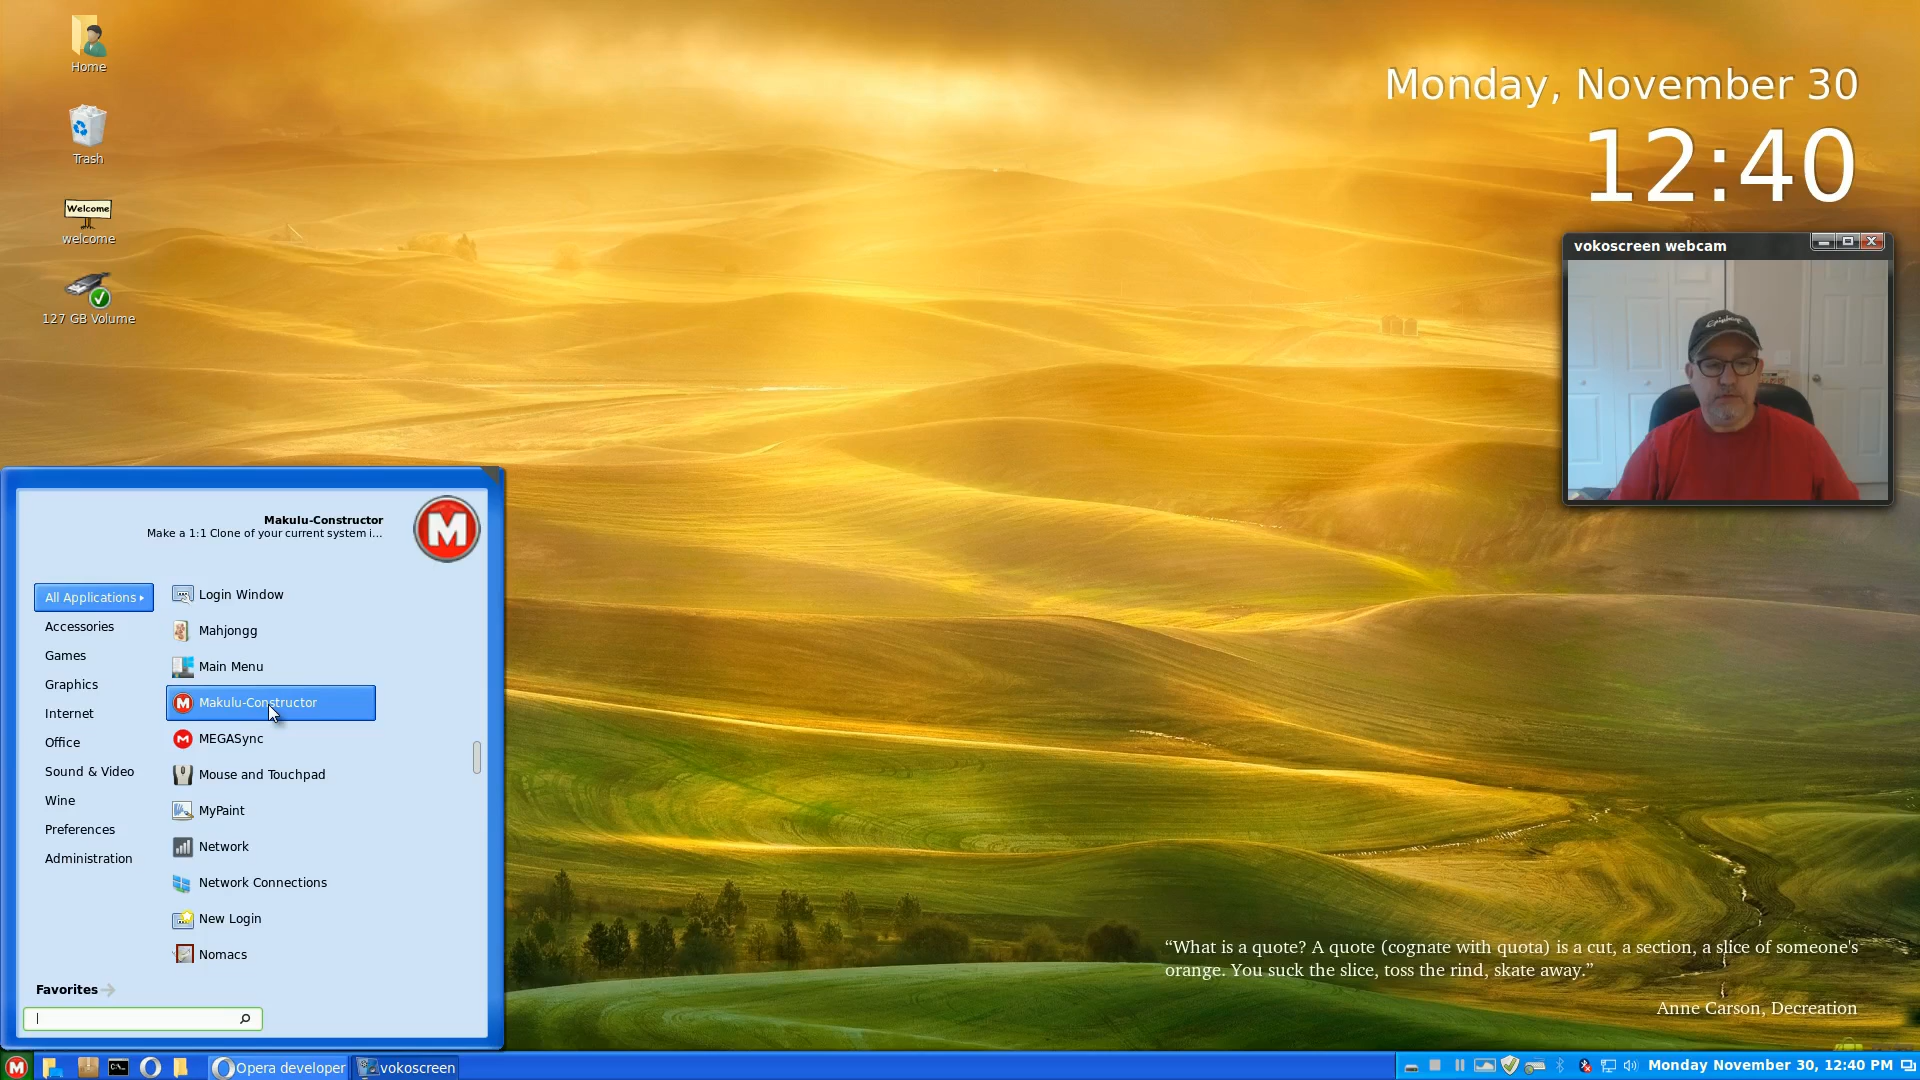 Home
Trash
Welcome
welcome
127 GB Volume
Monday, November 30
12:40
vokoscreen webcam
Epiphone
Makulu-Constructor
Make a 1:1 Clone of your current system i...
M
All Applications
Accessories
Games
Graphics
Internet
Office
Sound & Video
Wine
Preferences
Administration
Login Window
Mahjongg
Main Menu
Makulu-Constructor
MEGASync
Mouse and Touchpad
MyPaint
Network
Network Connections
New Login
Nomacs
Favorites
“What is a quote? A quote (cognate with quota) is a cut, a section, a slice of someone's
orange. You suck the slice, toss the rind, skate away.”
Anne Carson, Decreation
Opera developer
vokoscreen
Monday November 30, 12:40 PM